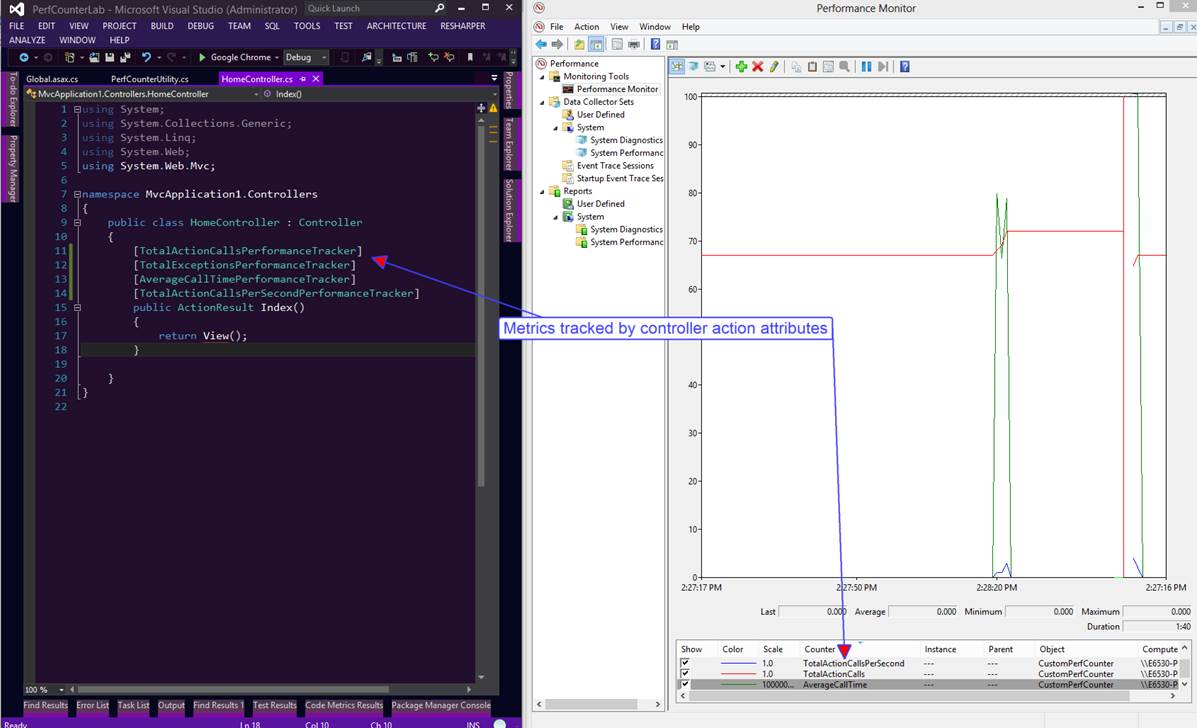 PerfCounterLab - Microsoft Visual Studio (Administrator)
Quick Launch
FILE EDIT VIEW PROJECT BUILD DEBUG TEAM SQL TOOLS TEST ARCHITECTURE RESHARPER
ANALYZE WINDOW HELP
Google Chrome Debug
Global.asax.cs PerfCounterUtility.cs HomeController.cs
MvcApplication1.Controllers.HomeController Index()
To-do Explorer
Property Manager
1 using System;
2 using System.Collections.Generic;
3 using System.Linq;
4 using System.Web;
5 using System.Web.Mvc;
6
7 namespace MvcApplication1.Controllers
8 {
9 public class HomeController : Controller
10 {
11 [TotalActionCallsPerformanceTracker]
12 [TotalExceptionsPerformanceTracker]
13 [AverageCallTimePerformanceTracker]
14 [TotalActionCallsPerSecondPerformanceTracker]
15 public ActionResult Index()
16 {
17 return View();
18 }
19
20 }
21 }
22
Properties
Team Explorer
Solution Explorer
100 %
Find Results Error List Task List Output Find Results 1 Test Results Code Metrics Results Package Manager Console
Ready Ln 18 Col 10 Ch 10 INS
Metrics tracked by controller action attributes
Performance Monitor
File Action View Window Help
Performance
Monitoring Tools
Performance Monitor
Data Collector Sets
User Defined
System
System Diagnostics
System Performanc
Event Trace Sessions
Startup Event Trace Ses
Reports
User Defined
System
System Diagnostics
System Performanc
100
90
80
70
60
40
30
20
10
0
2:27:17 PM 2:27:50 PM 2:28:20 PM 2:27:16 PM
Last 0.000 Average 0.000 Minimum 0.000 Maximum 0.000
Duration 1:40
Show Color Scale Counter Instance Parent Object Compute
1.0 TotalActionCallsPerSecond --- --- CustomPerfCounter \\E6530-P
1.0 TotalActionCalls --- --- CustomPerfCounter \\E6530-P
100000... AverageCallTime --- --- CustomPerfCounter \\E6530-P